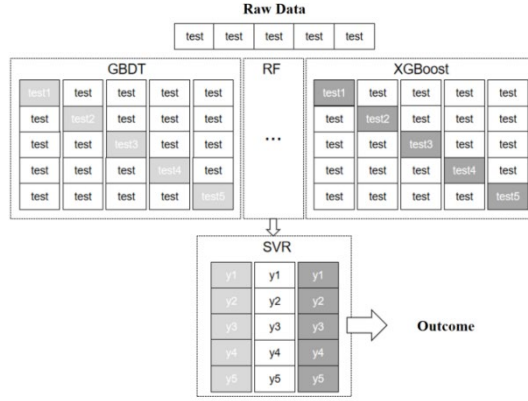 Raw Data
test test test test test
GBDT RF XGBoost
test1 test test test test ... test1 test test test test
test test2 test test test test test2 test test test
test test test3 test test test test test3 test test
test test test test4 test test test test test4 test
test test test test test5 test test test test test5
SVR
y1 y1 y1
y2 y2 y2
y3 y3 y3
y4 y4 y4
y5 y5 y5
Outcome